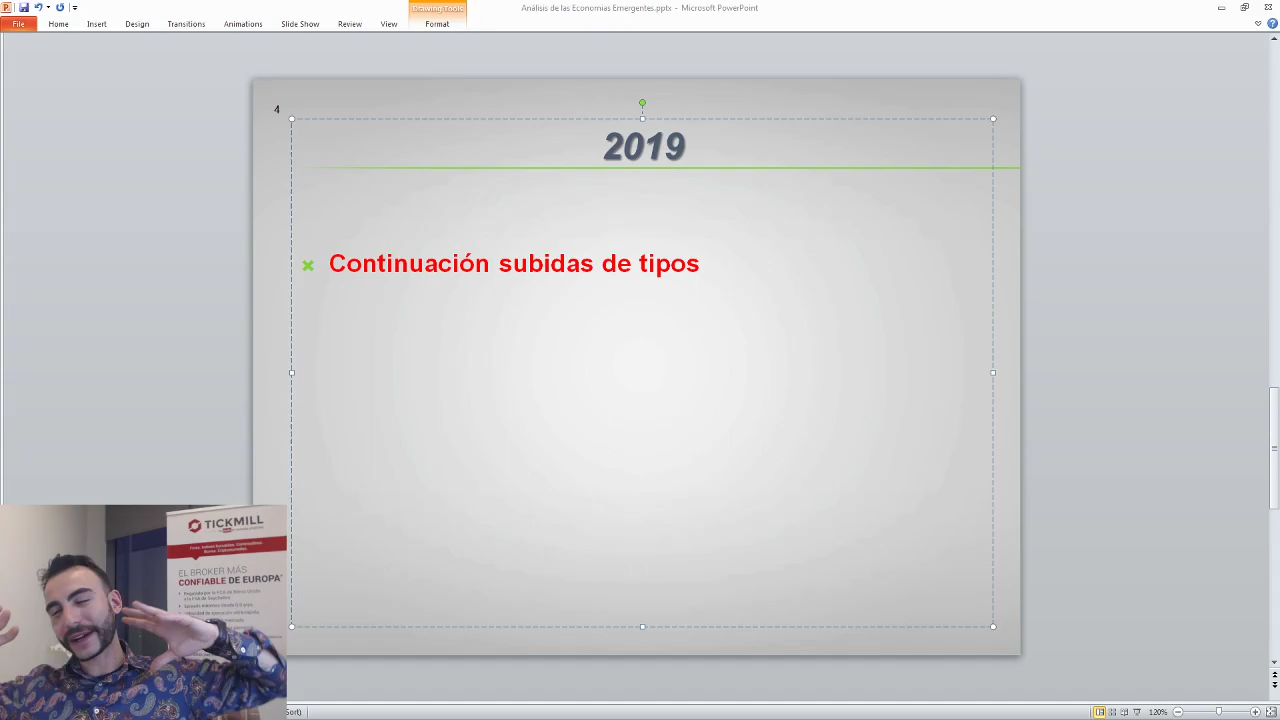 Drawing Tools
Análisis de las Economias Emergentes.pptx - Microsoft PowerPoint
File Home Insert Design Transitions Animations Slide Show Review View Format
4
2019
Continuación subidas de tipos
TICKMILL
EL BROKER MÁS
CONFIABLE DE EUROPA
120%